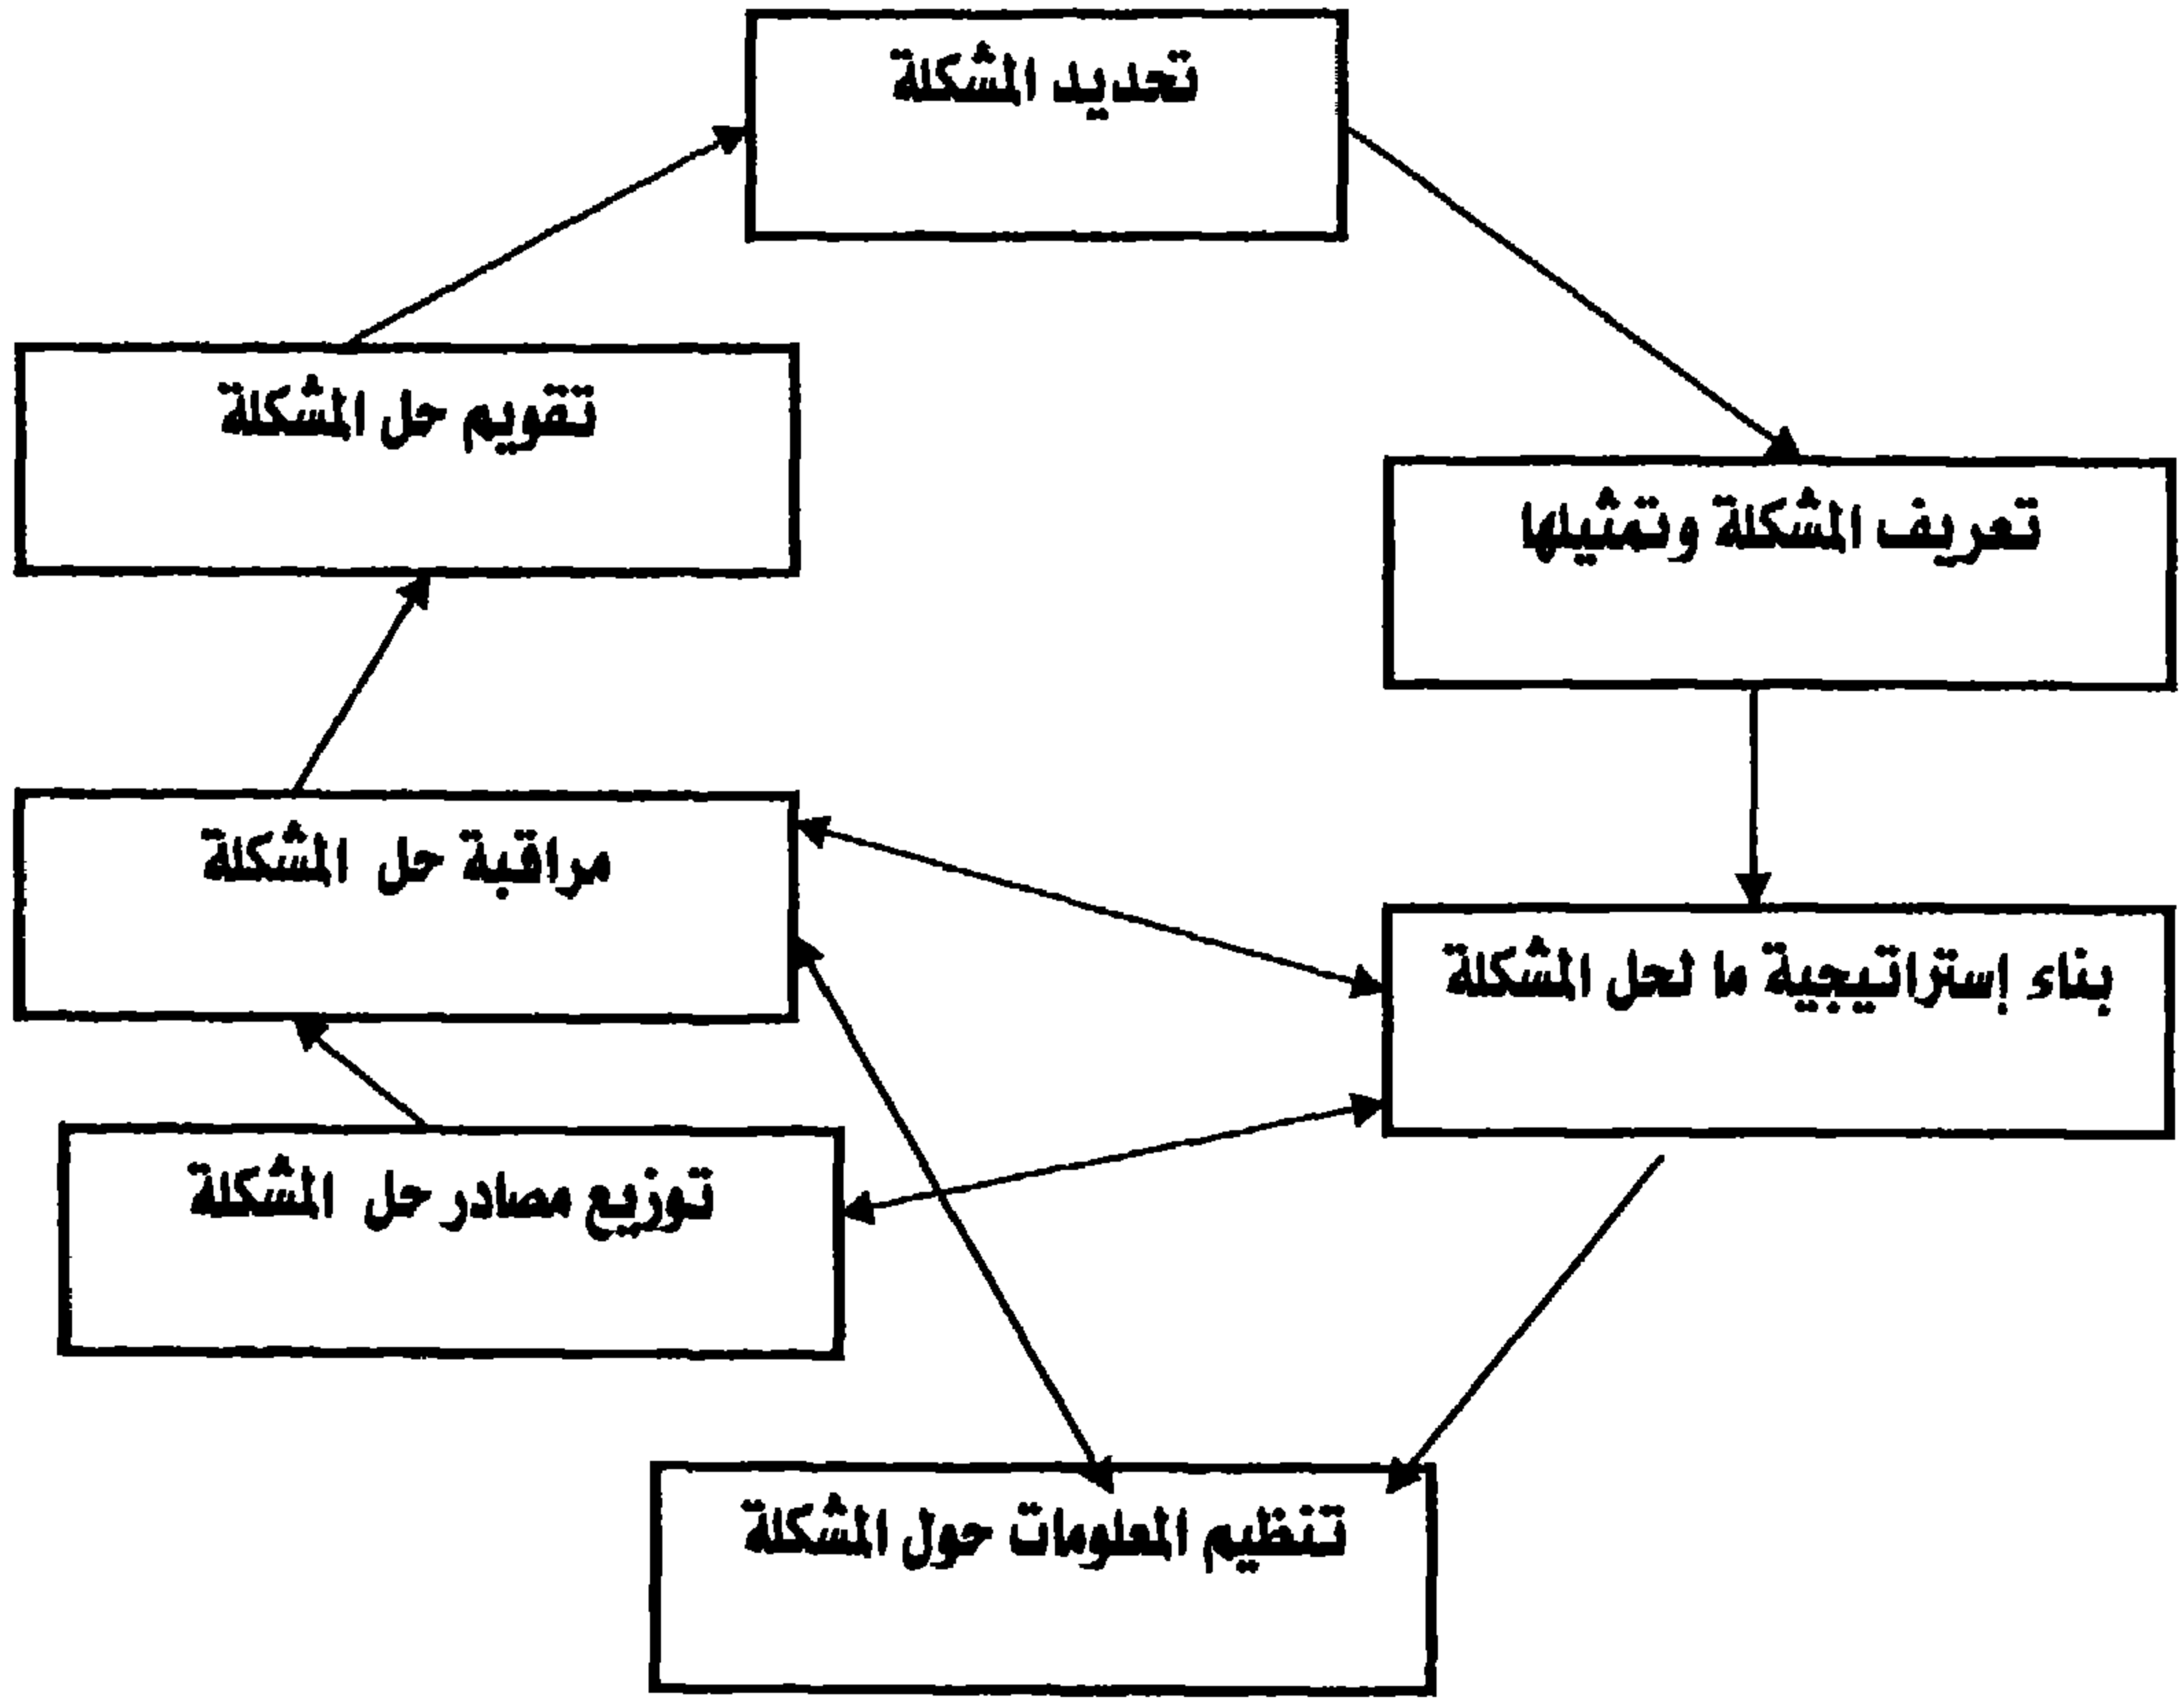 تحديد المشكلة
تقويم حل المشكلة
تعريف المشكلة وتمثيلها
مراقبة حل المشكلة
بناء إستراتيجية ما لحل المشكلة
توزيع مصادر حل المشكلة
تنظيم المعلومات حول المشكلة